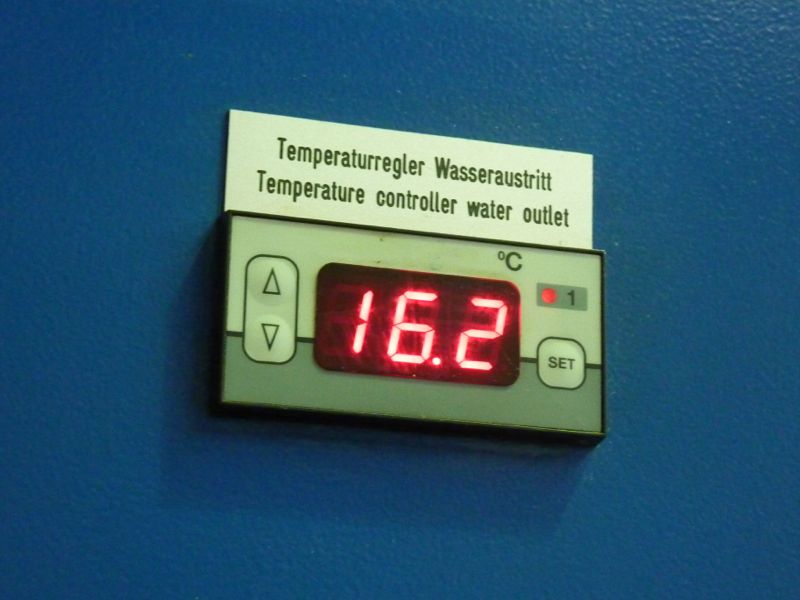 Temperaturregler Wasseraustritt
Temperature controller water outlet
°C
16.2
1
SET